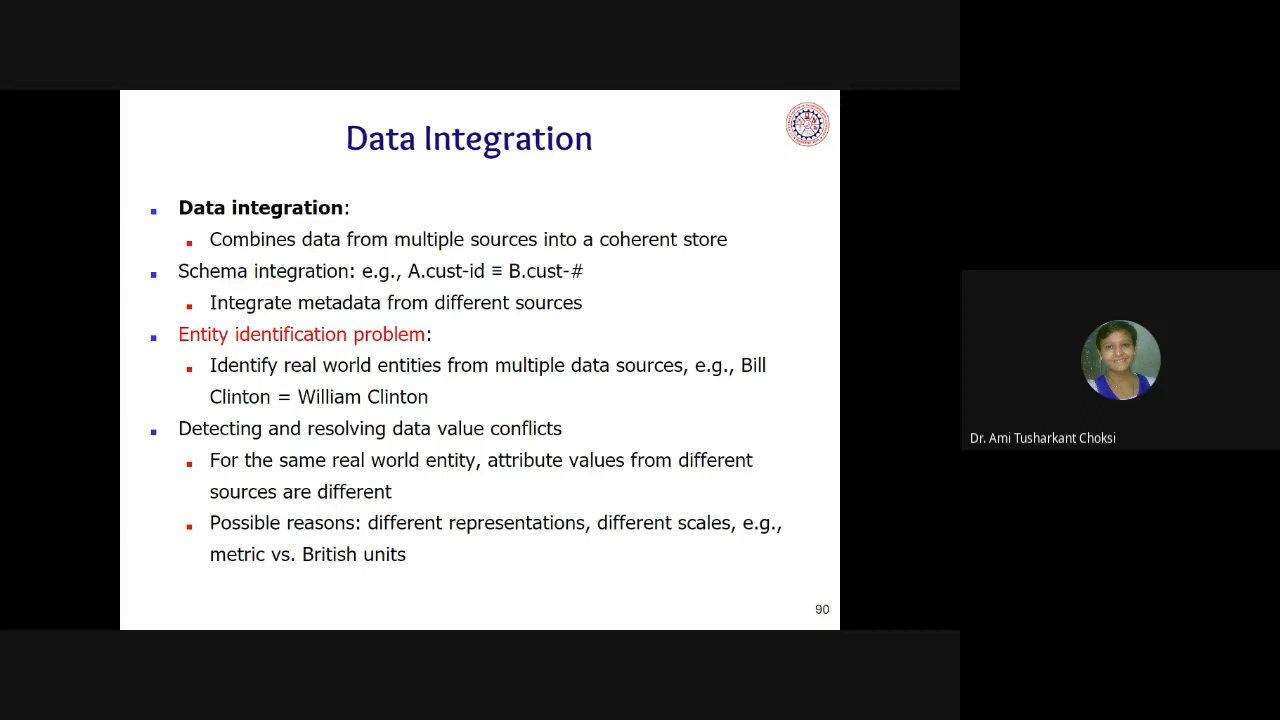 Data Integration
Data integration:
Combines data from multiple sources into a coherent store
Schema integration: e.g., A.cust-id ≡ B.cust-#
Integrate metadata from different sources
Entity identification problem:
Identify real world entities from multiple data sources, e.g., Bill
Clinton = William Clinton
Detecting and resolving data value conflicts
For the same real world entity, attribute values from different
sources are different
Possible reasons: different representations, different scales, e.g.,
metric vs. British units
90
Dr. Ami Tusharkant Choksi